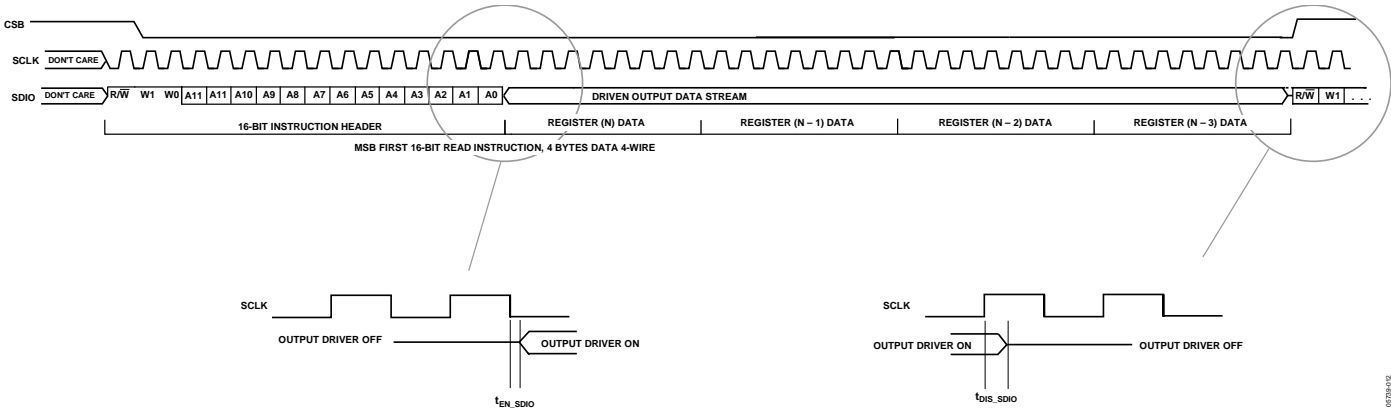 CSB
SCLK DON'T CARE
SDIO DON'T CARE R/W̅ W1 W0 A11 A11 A10 A9 A8 A7 A6 A5 A4 A3 A2 A1 A0 DRIVEN OUTPUT DATA STREAM R/W̅ W1 . . .
16-BIT INSTRUCTION HEADER REGISTER (N) DATA REGISTER (N – 1) DATA REGISTER (N – 2) DATA REGISTER (N – 3) DATA
MSB FIRST 16-BIT READ INSTRUCTION, 4 BYTES DATA 4-WIRE
SCLK
OUTPUT DRIVER OFF OUTPUT DRIVER ON
tEN_SDIO
SCLK
OUTPUT DRIVER ON OUTPUT DRIVER OFF
tDIS_SDIO
05739-012